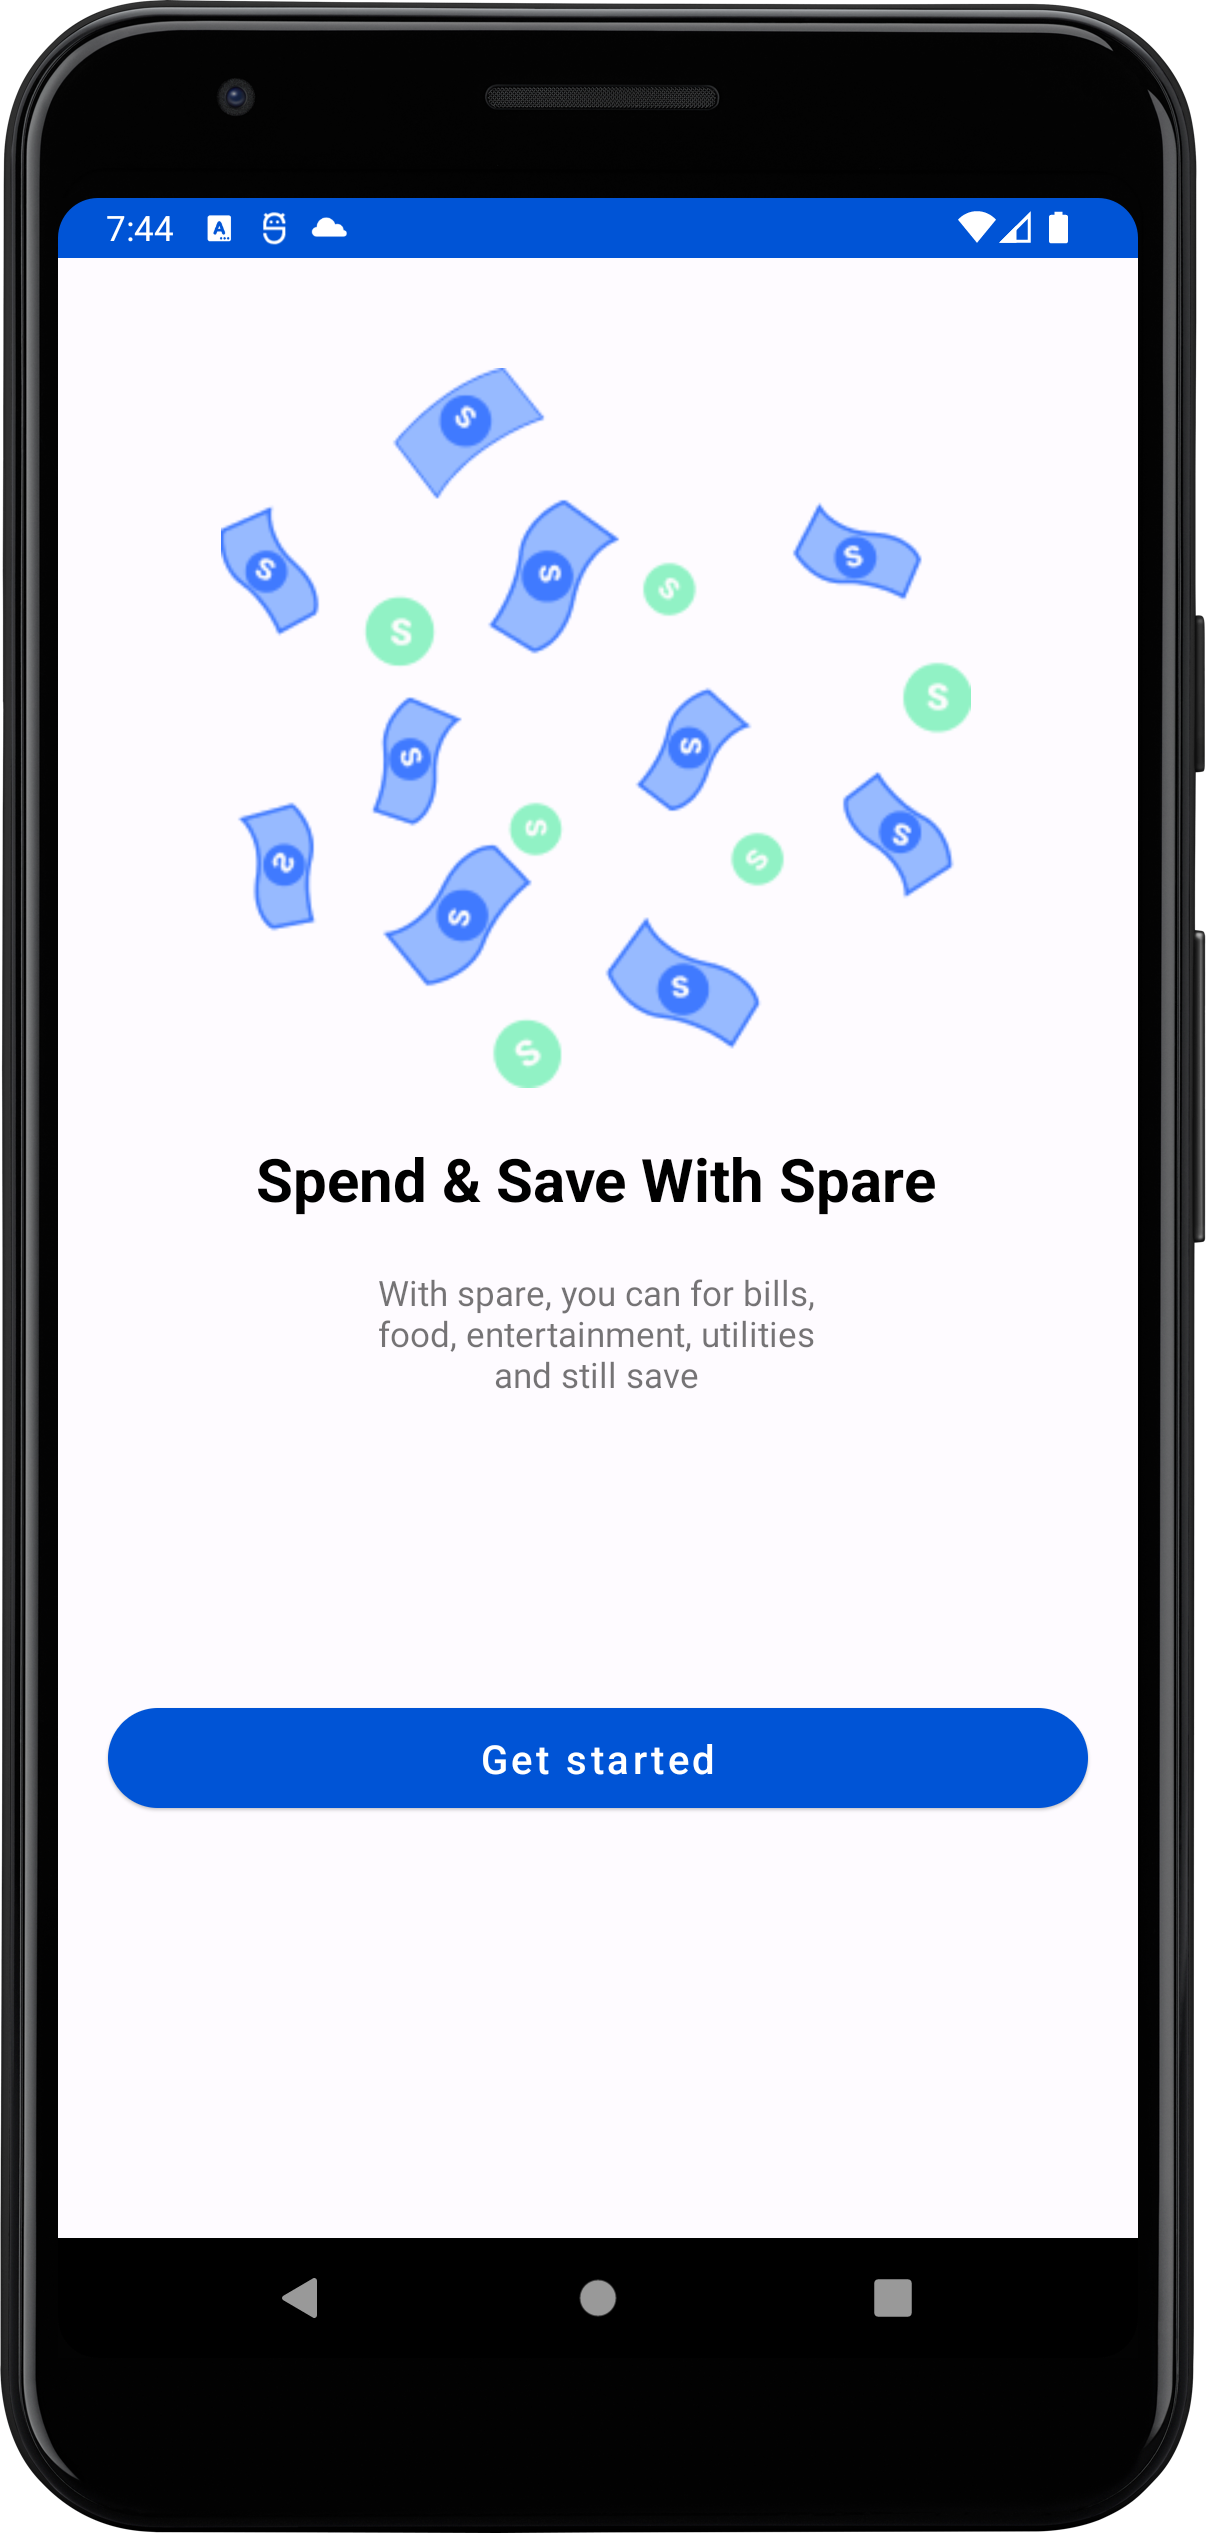 7:44
Spend & Save With Spare
With spare, you can for bills,
food, entertainment, utilities
and still save
Get started